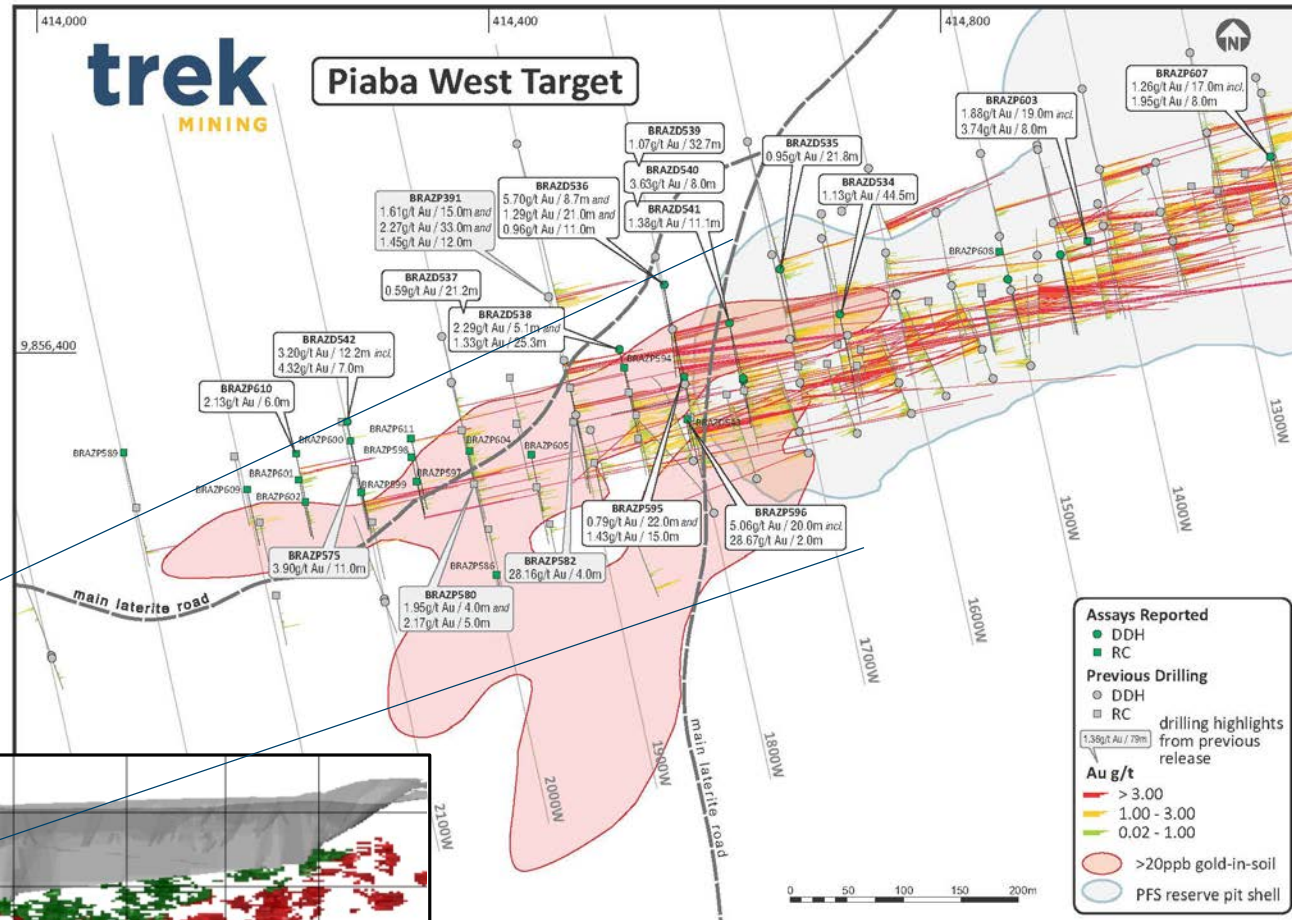 414,000
414,400
414,800
trek
MINING
Piaba West Target
N
BRAZP607
1.26g/t Au / 17.0m incl.
1.95g/t Au / 8.0m
BRAZP603
1.88g/t Au / 19.0m incl.
3.74g/t Au / 8.0m
BRAZD539
1.07g/t Au / 32.7m
BRAZD540
3.63g/t Au / 8.0m
BRAZD541
1.38g/t Au / 11.1m
BRAZD535
0.95g/t Au / 21.8m
BRAZD534
1.13g/t Au / 44.5m
BRAZP391
1.61g/t Au / 15.0m and
2.27g/t Au / 33.0m and
1.45g/t Au / 12.0m
BRAZD536
5.70g/t Au / 8.7m and
1.29g/t Au / 21.0m and
0.96g/t Au / 11.0m
BRAZP608
BRAZD537
0.59g/t Au / 21.2m
BRAZD538
2.29g/t Au / 5.1m and
1.33g/t Au / 25.3m
9,856,400
BRAZD542
3.20g/t Au / 12.2m incl.
4.32g/t Au / 7.0m
BRAZP594
BRAZP610
2.13g/t Au / 6.0m
BRAZP600
BRAZP611
BRAZP598
BRAZP604
BRAZP605
BRAZP589
BRAZP601
BRAZP597
BRAZP599
BRAZP609
BRAZP602
1300W
1400W
1500W
1600W
1700W
1800W
1900W
2000W
2100W
BRAZP595
0.79g/t Au / 22.0m and
1.43g/t Au / 15.0m
BRAZP596
5.06g/t Au / 20.0m incl.
28.67g/t Au / 2.0m
BRAZP575
3.90g/t Au / 11.0m
BRAZP582
28.16g/t Au / 4.0m
BRAZP586
BRAZP580
1.95g/t Au / 4.0m and
2.17g/t Au / 5.0m
main laterite road
main laterite road
Assays Reported
DDH
RC
Previous Drilling
DDH
RC
1.36g/t Au / 79m
drilling highlights
from previous
release
Au g/t
> 3.00
1.00 - 3.00
0.02 - 1.00
>20ppb gold-in-soil
PFS reserve pit shell
0 50 100 150 200m